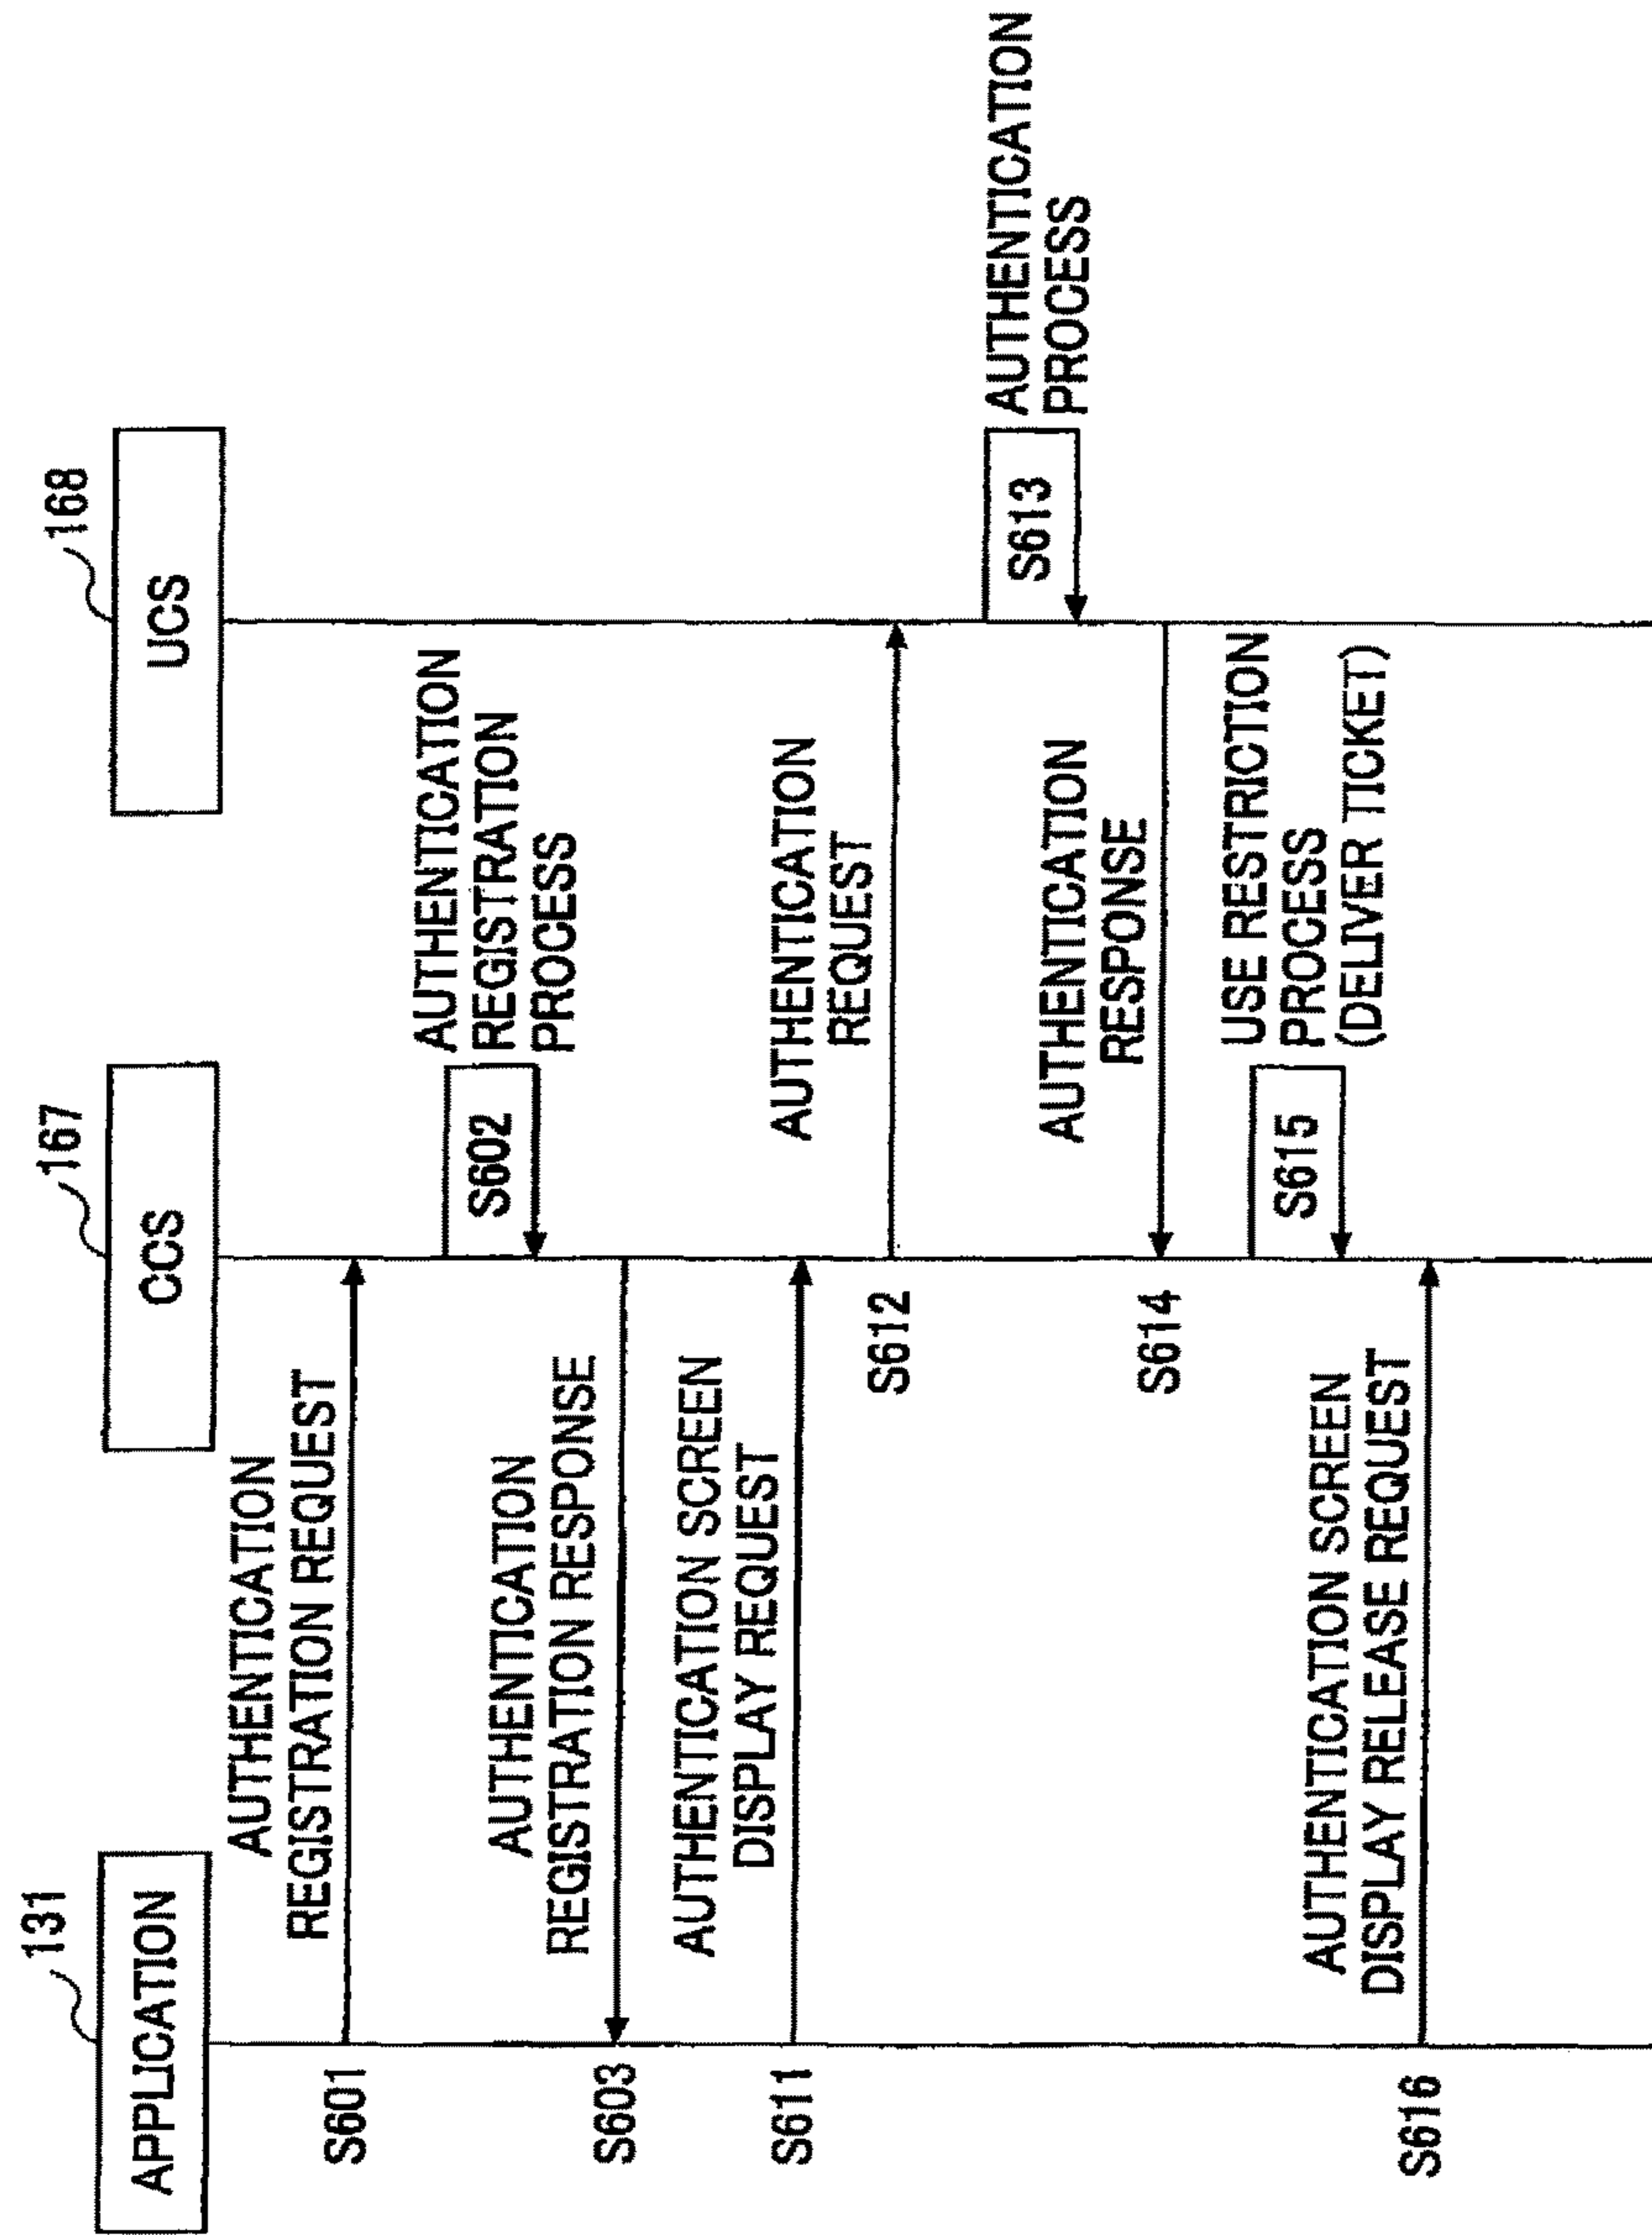 131
APPLICATION
167
CCS
168
UCS
S601
AUTHENTICATION
REGISTRATION REQUEST
S602
AUTHENTICATION
REGISTRATION
PROCESS
S603
AUTHENTICATION
REGISTRATION RESPONSE
S611
AUTHENTICATION SCREEN
DISPLAY REQUEST
S612
AUTHENTICATION
REQUEST
S613
AUTHENTICATION
PROCESS
S614
AUTHENTICATION
RESPONSE
S615
USE RESTRICTION
PROCESS
(DELIVER TICKET)
S616
AUTHENTICATION SCREEN
DISPLAY RELEASE REQUEST